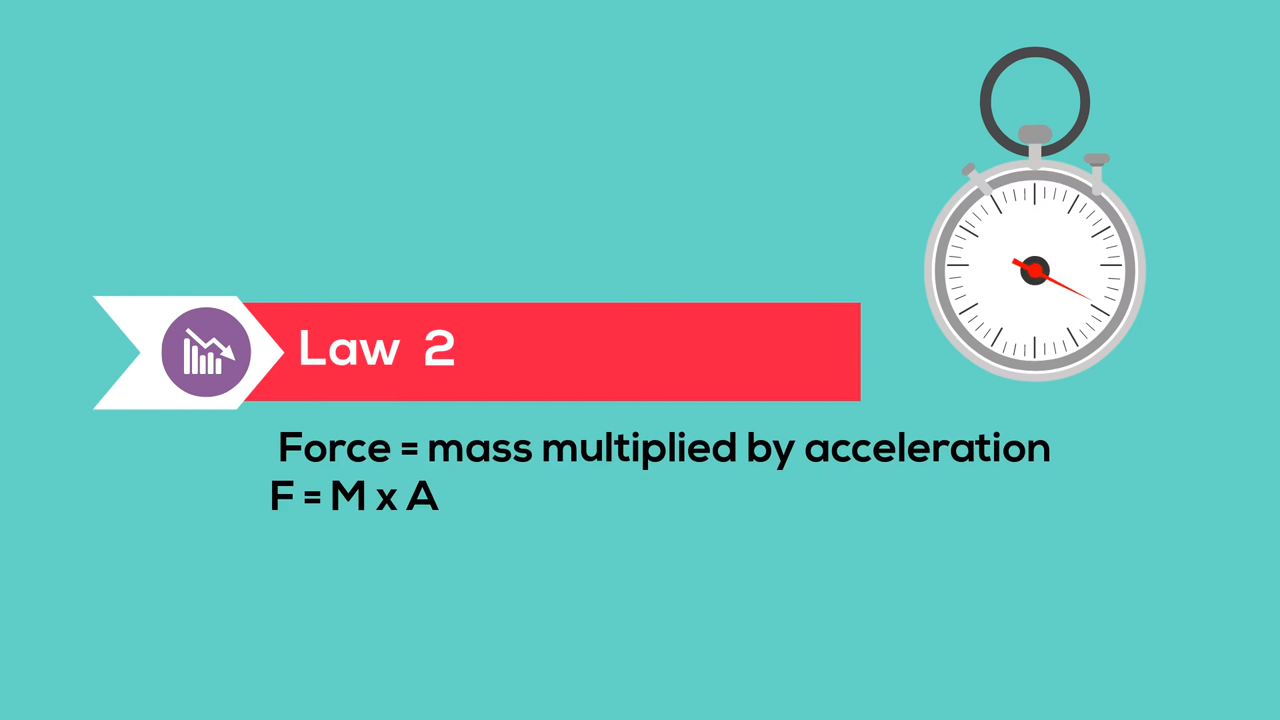 Law 2
Force = mass multiplied by acceleration
F = M x A